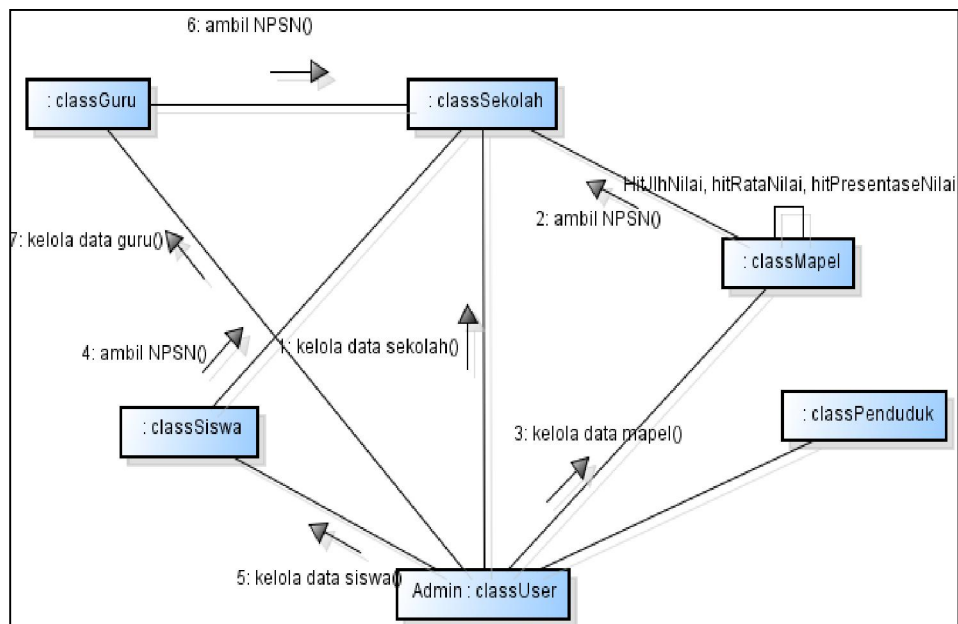 6: ambil NPSN()
: classGuru
: classSekolah
HitJlhNilai, hitRataNilai, hitPresentaseNilai
2: ambil NPSN()
7: kelola data guru()
: classMapel
4: ambil NPSN()
1: kelola data sekolah()
: classPenduduk
: classSiswa
3: kelola data mapel()
5: kelola data siswa()
Admin : classUser